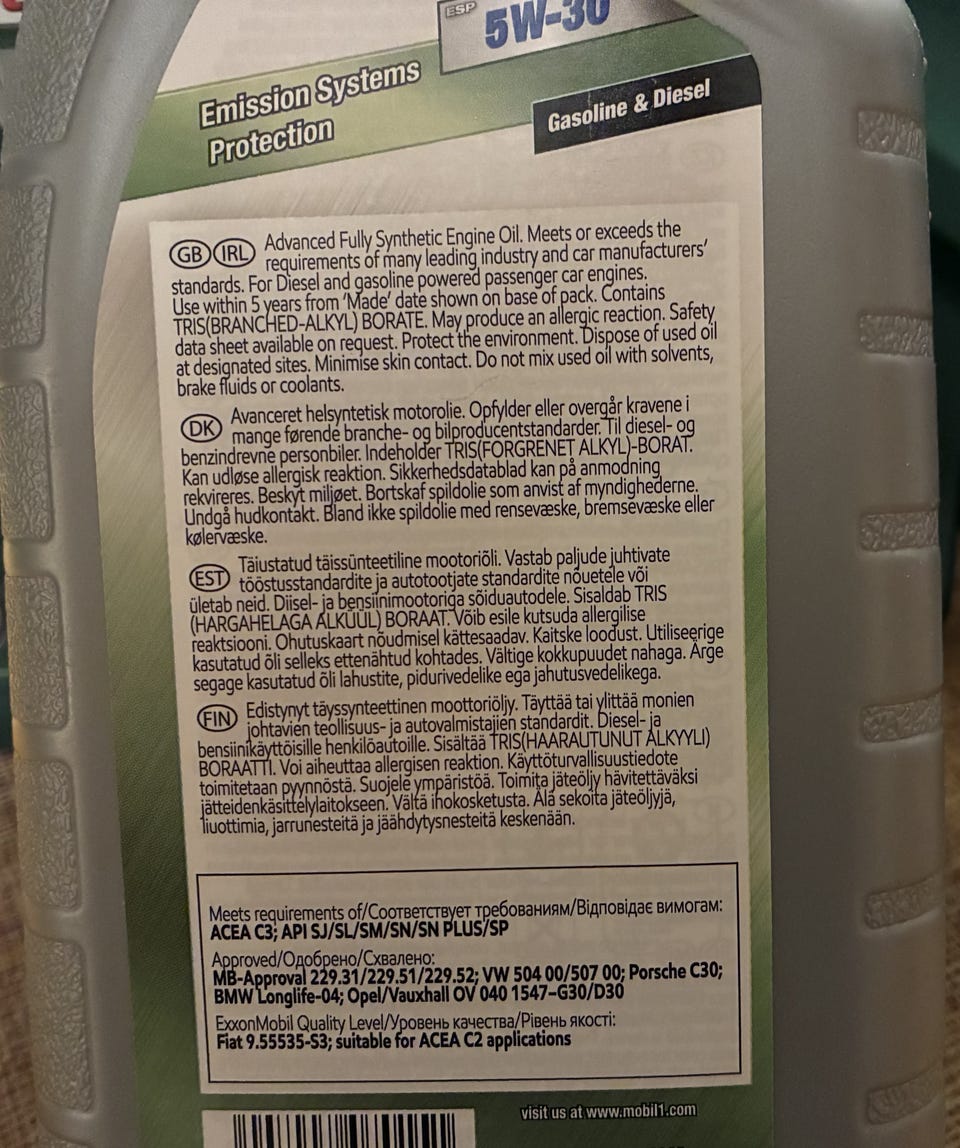 ESP
5W-30
Emission Systems
Protection
Gasoline & Diesel
GB IRL Advanced Fully Synthetic Engine Oil. Meets or exceeds the
requirements of many leading industry and car manufacturers'
standards. For Diesel and gasoline powered passenger car engines.
Use within 5 years from 'Made' date shown on base of pack. Contains
TRIS(BRANCHED-ALKYL) BORATE. May produce an allergic reaction. Safety
data sheet available on request. Protect the environment. Dispose of used oil
at designated sites. Minimise skin contact. Do not mix used oil with solvents,
brake fluids or coolants.
DK Avanceret helsyntetisk motorolie. Opfylder eller overgår kravene i
mange førende branche- og bilproducentstandarder. Til diesel- og
benzindrevne personbiler. Indeholder TRIS(FORGRENET ALKYL)-BORAT.
Kan udløse allergisk reaktion. Sikkerhedsdatablad kan på anmodning
rekvireres. Beskyt miljøet. Bortskaf spildolie som anvist af myndighederne.
Undgå hudkontakt. Bland ikke spildolie med rensevæske, bremsevæske eller
kølervæske.
EST Täiustatud täissünteetiline mootoriõli. Vastab paljude juhtivate
tööstusstandardite ja autotootjate standardite nõuetele või
ületab neid. Diisel- ja bensiinimootoriga sõiduautodele. Sisaldab TRIS
(HARGAHELAGA ALKÜÜL) BORAAT. Võib esile kutsuda allergilise
reaktsiooni. Ohutuskaart nõudmisel kättesaadav. Kaitske loodust. Utiliseerige
kasutatud õli selleks ettenähtud kohtades. Vältige kokkupuudet nahaga. Ärge
segage kasutatud õli lahustite, pidurivedelike ega jahutusvedelikega.
FIN Edistynyt täyssynteettinen moottoriöljy. Täyttää tai ylittää monien
johtavien teollisuus- ja autovalmistajien standardit. Diesel- ja
bensiinikäyttöisille henkilöautoille. Sisältää TRIS(HAARAUTUNUT ALKYYLI)
BORAATTI. Voi aiheuttaa allergisen reaktion. Käyttöturvallisuustiedote
toimitetaan pyynnöstä. Suojele ympäristöä. Toimita jäteöljy hävitettäväksi
jätteidenkäsittelylaitokseen. Vältä ihokosketusta. Älä sekoita jäteöljyjä,
liuottimia, jarrunesteitä ja jäähdytysnesteitä keskenään.
Meets requirements of/Соответствует требованиям/Відповідає вимогам:
ACEA C3; API SJ/SL/SM/SN/SN PLUS/SP
Approved/Одобрено/Схвалено:
MB-Approval 229.31/229.51/229.52; VW 504 00/507 00; Porsche C30;
BMW Longlife-04; Opel/Vauxhall OV 040 1547–G30/D30
ExxonMobil Quality Level/Уровень качества/Рівень якості:
Fiat 9.55535-S3; suitable for ACEA C2 applications
visit us at www.mobil1.com